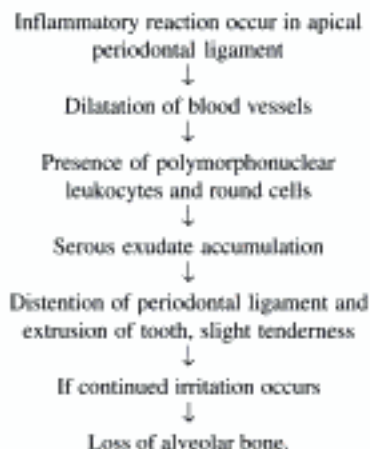 Inflammatory reaction occur in apical
periodontal ligament
↓
Dilatation of blood vessels
↓
Presence of polymorphonuclear
leukocytes and round cells
↓
Serous exudate accumulation
↓
Distention of periodontal ligament and
extrusion of tooth, slight tenderness
↓
If continued irritation occurs
↓
Loss of alveolar bone.